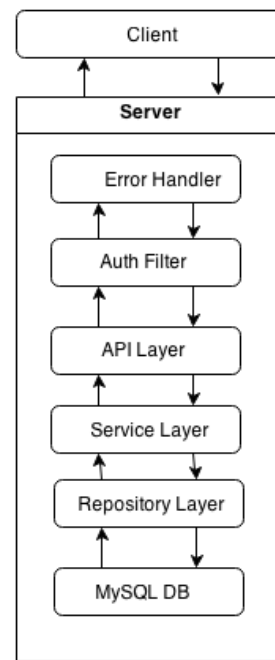 Client
Server
Error Handler
Auth Filter
API Layer
Service Layer
Repository Layer
MySQL DB